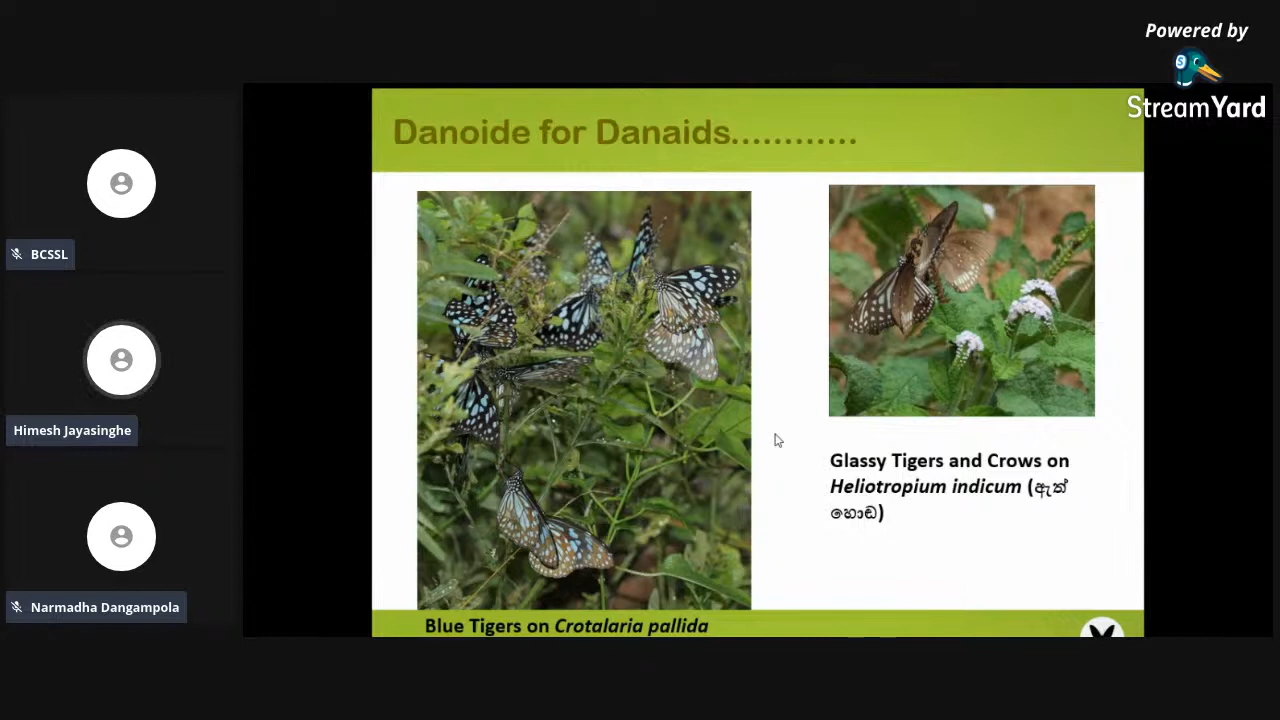 Powered by
StreamYard
Danoide for Danaids............
BCSSL
Himesh Jayasinghe
Narmadha Dangampola
Glassy Tigers and Crows on
Heliotropium indicum (ඇත්
හොඬ)
Blue Tigers on Crotalaria pallida